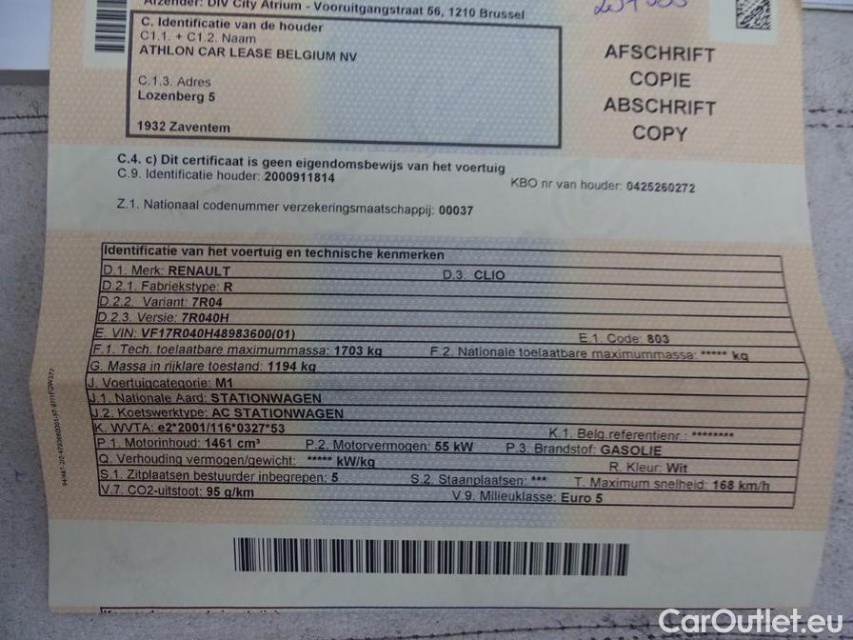 Afzender: DIV City Atrium - Vooruitgangstraat 56, 1210 Brussel
C. Identificatie van de houder
C1.1. + C1.2. Naam
ATHLON CAR LEASE BELGIUM NV
C.1.3. Adres
Lozenberg 5
1932 Zaventem
AFSCHRIFT
COPIE
ABSCHRIFT
COPY
C.4. c) Dit certificaat is geen eigendomsbewijs van het voertuig
C.9. Identificatie houder: 2000911814 KBO nr van houder: 0425260272
Z.1. Nationaal codenummer verzekeringsmaatschappij: 00037
Identificatie van het voertuig en technische kenmerken
D.1. Merk: RENAULT D.3. CLIO
D.2.1. Fabriekstype: R
D.2.2. Variant: 7R04
D.2.3. Versie: 7R040H
E. VIN: VF17R040H48983600(01) E.1. Code: 803
F.1. Tech. toelaatbare maximummassa: 1703 kg F.2. Nationale toelaatbare maximummassa: ***** kg
G. Massa in rijklare toestand: 1194 kg
J. Voertuigcategorie: M1
J.1. Nationale Aard: STATIONWAGEN
J.2. Koetswerktype: AC STATIONWAGEN
K. WVTA: e2*2001/116*0327*53 K.1. Belg.referentienr.: ********
P.1. Motorinhoud: 1461 cm³ P.2. Motorvermogen: 55 kW P.3. Brandstof: GASOLIE
Q. Verhouding vermogen/gewicht: ***** kW/kg R. Kleur: Wit
S.1. Zitplaatsen bestuurder inbegrepen: 5 S.2. Staanplaatsen: *** T. Maximum snelheid: 168 km/h
V.7. CO2-uitstoot: 95 g/km V.9. Milieuklasse: Euro 5
CarOutlet.eu